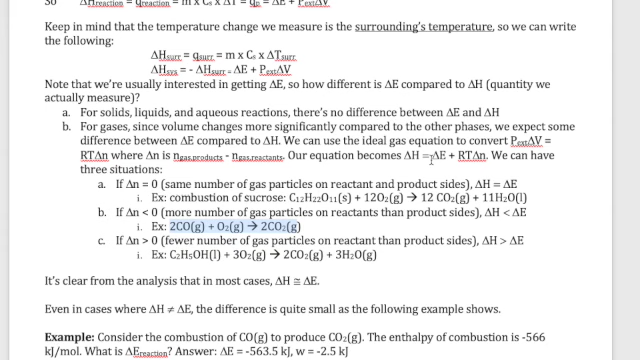 So ΔHreaction = qreaction = m x Cs x ΔT = qp = ΔE + PextΔV
Keep in mind that the temperature change we measure is the surrounding's temperature, so we can write
the following:
ΔHsurr = qsurr = m x Cs x ΔTsurr
ΔHsys = - ΔHsurr = ΔE + PextΔV
Note that we're usually interested in getting ΔE, so how different is ΔE compared to ΔH (quantity we
actually measure)?
a. For solids, liquids, and aqueous reactions, there's no difference between ΔE and ΔH
b. For gases, since volume changes more significantly compared to the other phases, we expect some
difference between ΔE compared to ΔH. We can use the ideal gas equation to convert PextΔV =
RTΔn where Δn is ngas,products - ngas,reactants. Our equation becomes ΔH = ΔE + RTΔn. We can have
three situations:
a. If Δn = 0 (same number of gas particles on reactant and product sides), ΔH = ΔE
i. Ex: combustion of sucrose: C12H22O11(s) + 12O2(g) → 12 CO2(g) + 11H2O(l)
b. If Δn < 0 (more number of gas particles on reactants than product sides), ΔH < ΔE
i. Ex: 2CO(g) + O2(g) → 2CO2(g)
c. If Δn > 0 (fewer number of gas particles on reactant than product sides), ΔH > ΔE
i. Ex: C2H5OH(l) + 3O2(g) → 2CO2(g) + 3H2O(g)
It's clear from the analysis that in most cases, ΔH ≅ ΔE.
Even in cases where ΔH ≠ ΔE, the difference is quite small as the following example shows.
Example: Consider the combustion of CO(g) to produce CO2(g). The enthalpy of combustion is -566
kJ/mol. What is ΔEreaction? Answer: ΔE = -563.5 kJ, w = -2.5 kJ